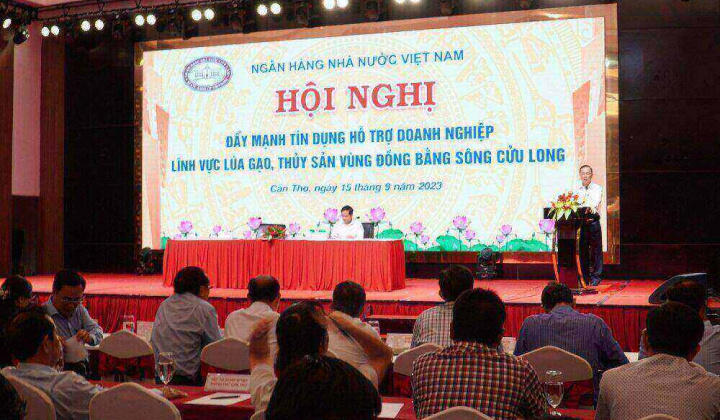 NGÂN HÀNG NHÀ NƯỚC VIỆT NAM
HỘI NGHỊ
ĐẨY MẠNH TÍN DỤNG HỖ TRỢ DOANH NGHIỆP
LĨNH VỰC LÚA GẠO, THỦY SẢN VÙNG ĐỒNG BẰNG SÔNG CỬU LONG
Cần Thơ, ngày 15 tháng 9 năm 2023